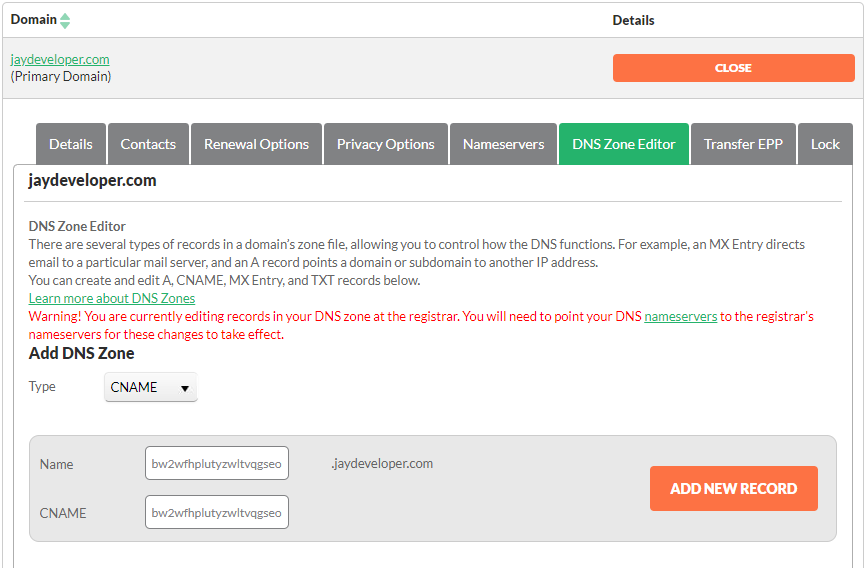 Domain Details
jaydeveloper.com
(Primary Domain)
CLOSE
Details Contacts Renewal Options Privacy Options Nameservers DNS Zone Editor Transfer EPP Lock
jaydeveloper.com
DNS Zone Editor
There are several types of records in a domain's zone file, allowing you to control how the DNS functions. For example, an MX Entry directs
email to a particular mail server, and an A record points a domain or subdomain to another IP address.
You can create and edit A, CNAME, MX Entry, and TXT records below.
Learn more about DNS Zones
Warning! You are currently editing records in your DNS zone at the registrar. You will need to point your DNS nameservers to the registrar's
nameservers for these changes to take effect.
Add DNS Zone
Type CNAME
Name bw2wfhplutyzwltvqgseo .jaydeveloper.com
ADD NEW RECORD
CNAME bw2wfhplutyzwltvqgseo